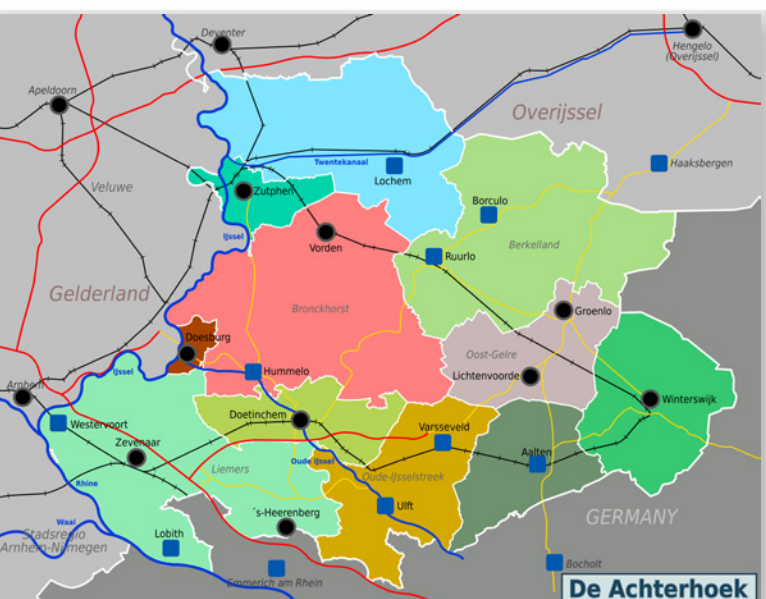 Deventer
Hengelo
(Overijssel)
Apeldoorn
Overijssel
Twentekanaal
Haaksbergen
Lochem
Veluwe
Zutphen
Borculo
IJssel
Vorden
Berkelland
Ruurlo
Gelderland
Bronckhorst
Groenlo
Doesburg
Oost-Gelre
IJssel
Hummelo
Lichtenvoorde
Arnhem
Winterswijk
Doetinchem
Westervoort
Varsseveld
Zevenaar
Aalten
Oude IJssel
Liemers
Oude-IJsselstreek
Rhine
Ulft
's-Heerenberg
GERMANY
Waal
Stadsregio
Arnhem-Nijmegen
Lobith
Bocholt
Emmerich am Rhein
De Achterhoek